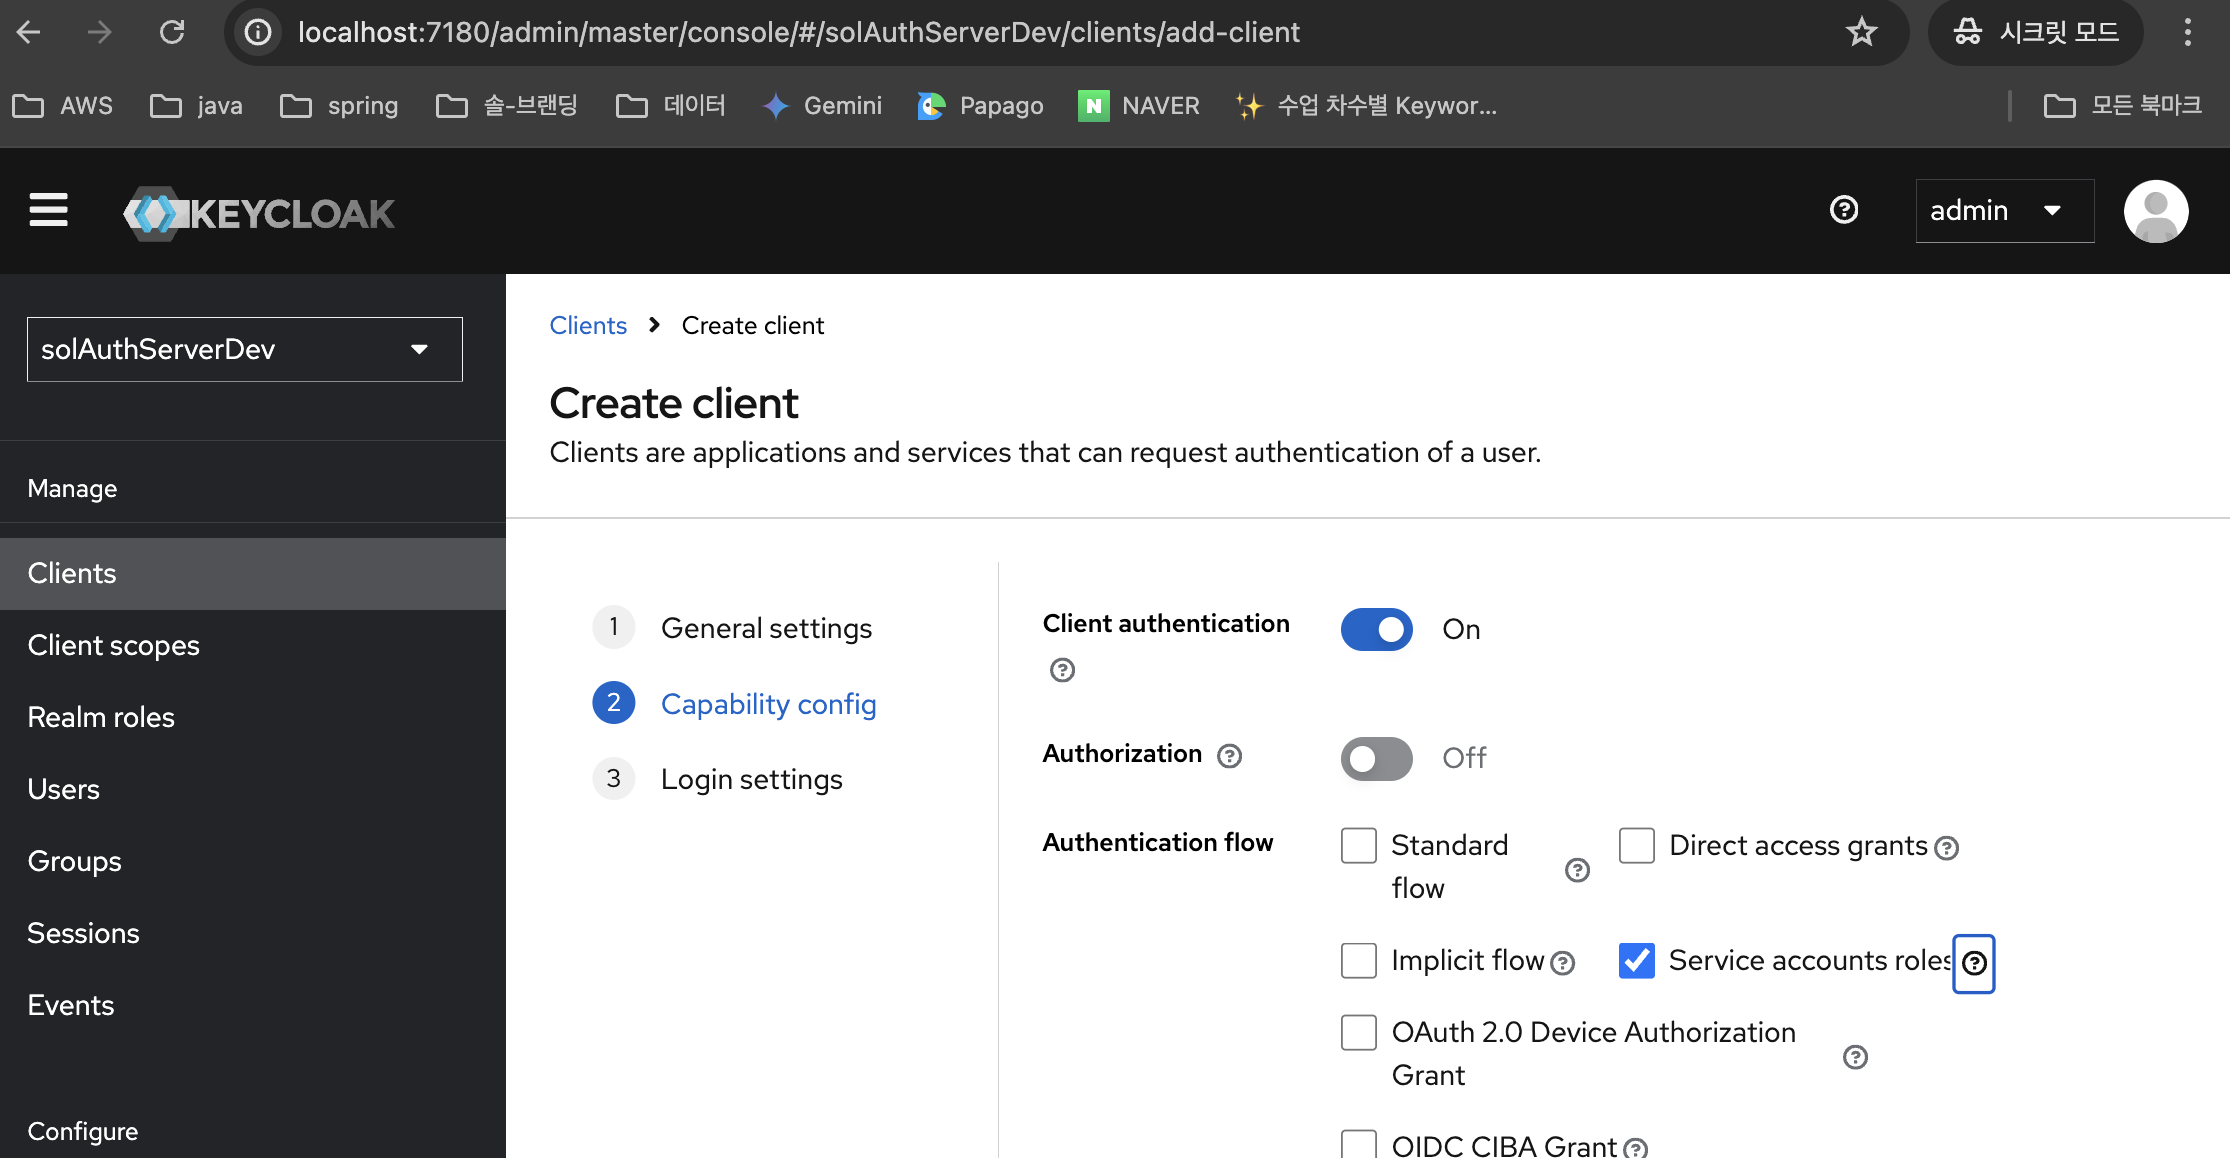 localhost:7180/admin/master/console/#/solAuthServerDev/clients/add-client
시크릿 모드
AWS
java
spring
솔-브랜딩
데이터
Gemini
Papago
N NAVER
수업 차수별 Keywor...
모든 북마크
KEYCLOAK
admin
solAuthServerDev
Manage
Clients
Client scopes
Realm roles
Users
Groups
Sessions
Events
Configure
Clients Create client
Create client
Clients are applications and services that can request authentication of a user.
1 General settings
2 Capability config
3 Login settings
Client authentication
On
Authorization
Off
Authentication flow
Standard
flow
Direct access grants
Implicit flow
Service accounts roles
OAuth 2.0 Device Authorization
Grant
OIDC CIBA Grant